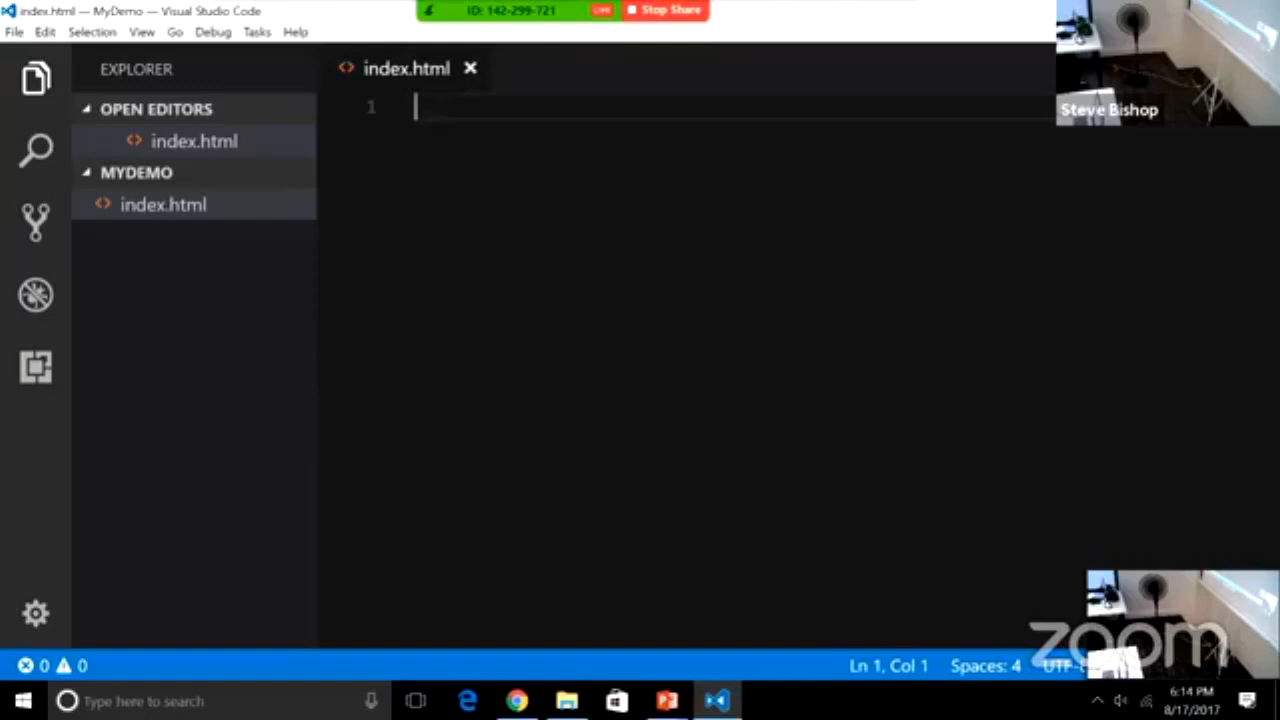 index.html — MyDemo — Visual Studio Code
ID: 142-299-721
LIVE
Stop Share
File Edit Selection View Go Debug Tasks Help
EXPLORER
index.html
OPEN EDITORS
1
Steve Bishop
index.html
MYDEMO
index.html
zoom
0 0
Ln 1, Col 1 Spaces: 4
Type here to search
6:14 PM
8/17/2017